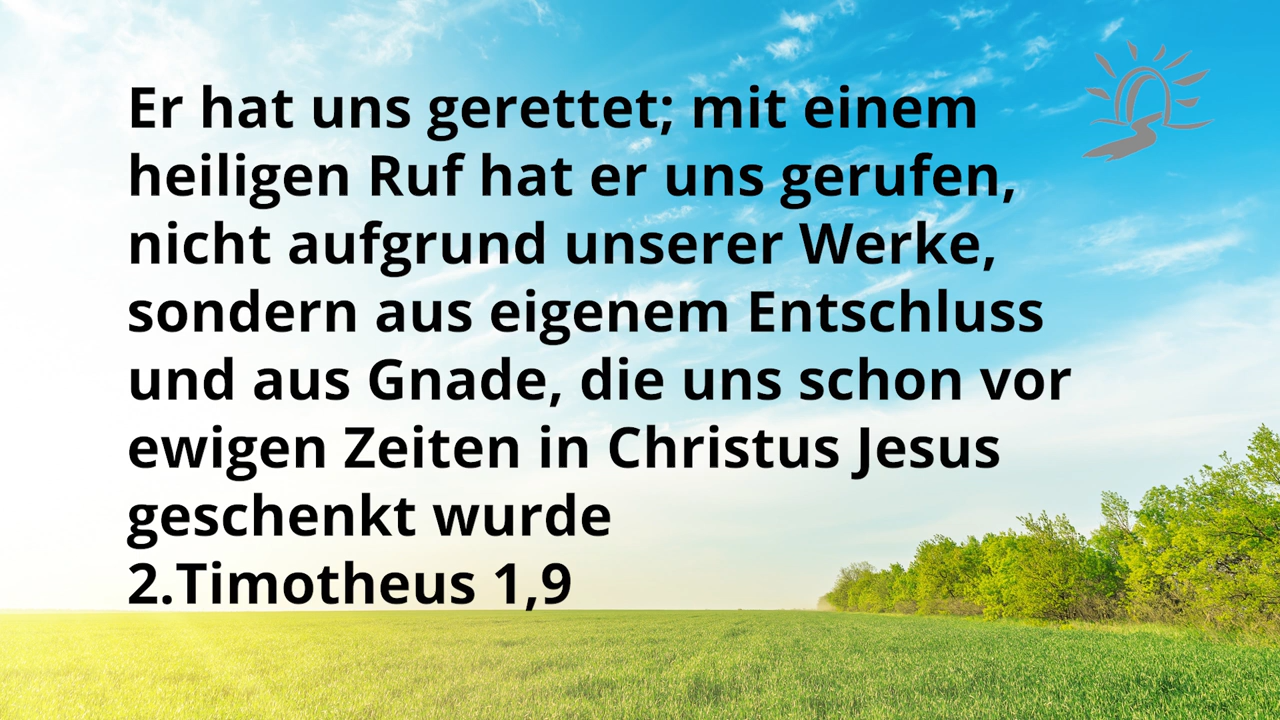 Er hat uns gerettet; mit einem
heiligen Ruf hat er uns gerufen,
nicht aufgrund unserer Werke,
sondern aus eigenem Entschluss
und aus Gnade, die uns schon vor
ewigen Zeiten in Christus Jesus
geschenkt wurde
2.Timotheus 1,9